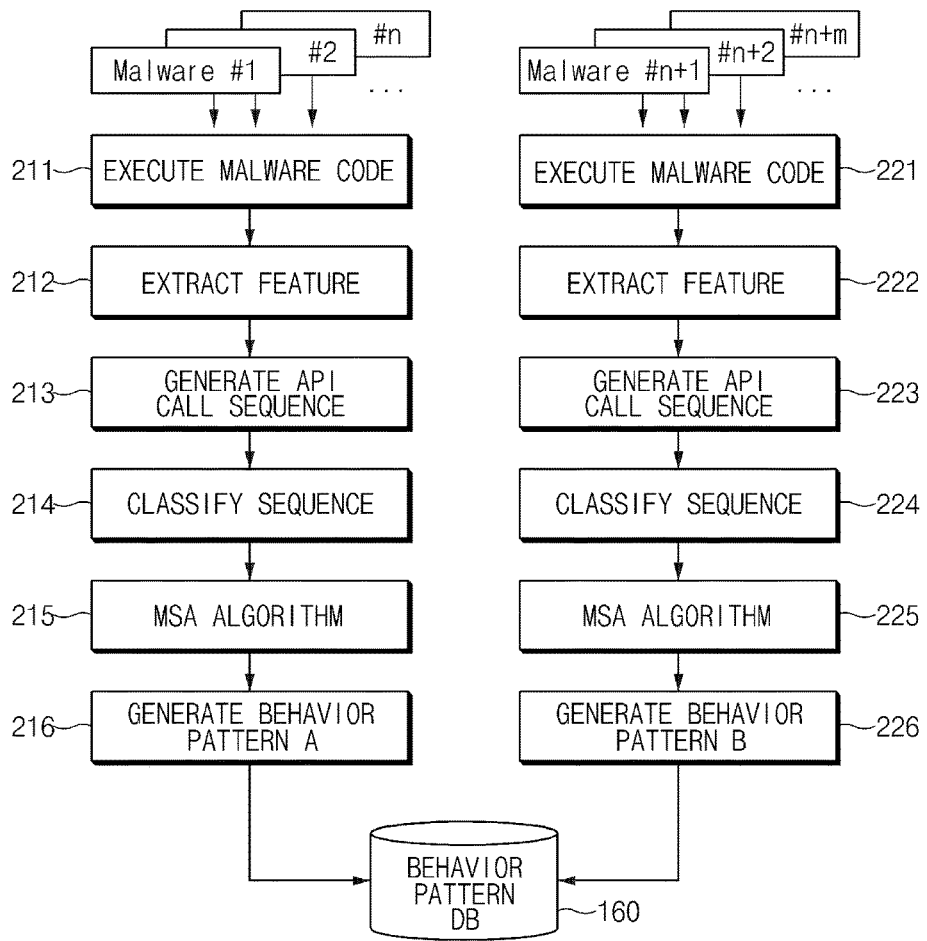 #n
#2
Malware #1
...
#n+m
#n+2
Malware #n+1
...
211
EXECUTE MALWARE CODE
EXECUTE MALWARE CODE
221
212
EXTRACT FEATURE
EXTRACT FEATURE
222
213
GENERATE API
CALL SEQUENCE
GENERATE API
CALL SEQUENCE
223
214
CLASSIFY SEQUENCE
CLASSIFY SEQUENCE
224
215
MSA ALGORITHM
MSA ALGORITHM
225
216
GENERATE BEHAVIOR
PATTERN A
GENERATE BEHAVIOR
PATTERN B
226
BEHAVIOR
PATTERN
DB
160